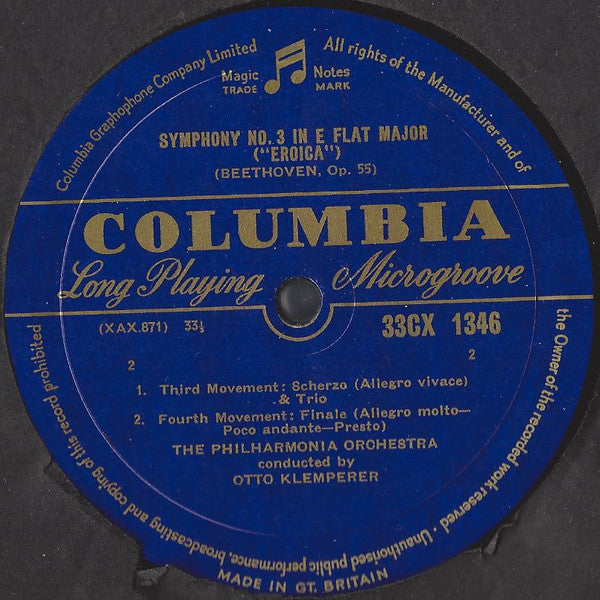 Columbia Graphophone Company Limited
All rights of the Manufacturer and of
the Owner of the recorded work reserved · Unauthorised public performance, broadcasting and copying of this record prohibited
Magic Notes
TRADE MARK
SYMPHONY NO. 3 IN E FLAT MAJOR
("EROICA")
(BEETHOVEN, Op. 55)
COLUMBIA
Long Playing Microgroove
(XAX.871) 33⅓ 33CX 1346
2 2
1. Third Movement: Scherzo (Allegro vivace)
& Trio
2. Fourth Movement: Finale (Allegro molto—
Poco andante—Presto)
THE PHILHARMONIA ORCHESTRA
conducted by
OTTO KLEMPERER
MADE IN GT. BRITAIN